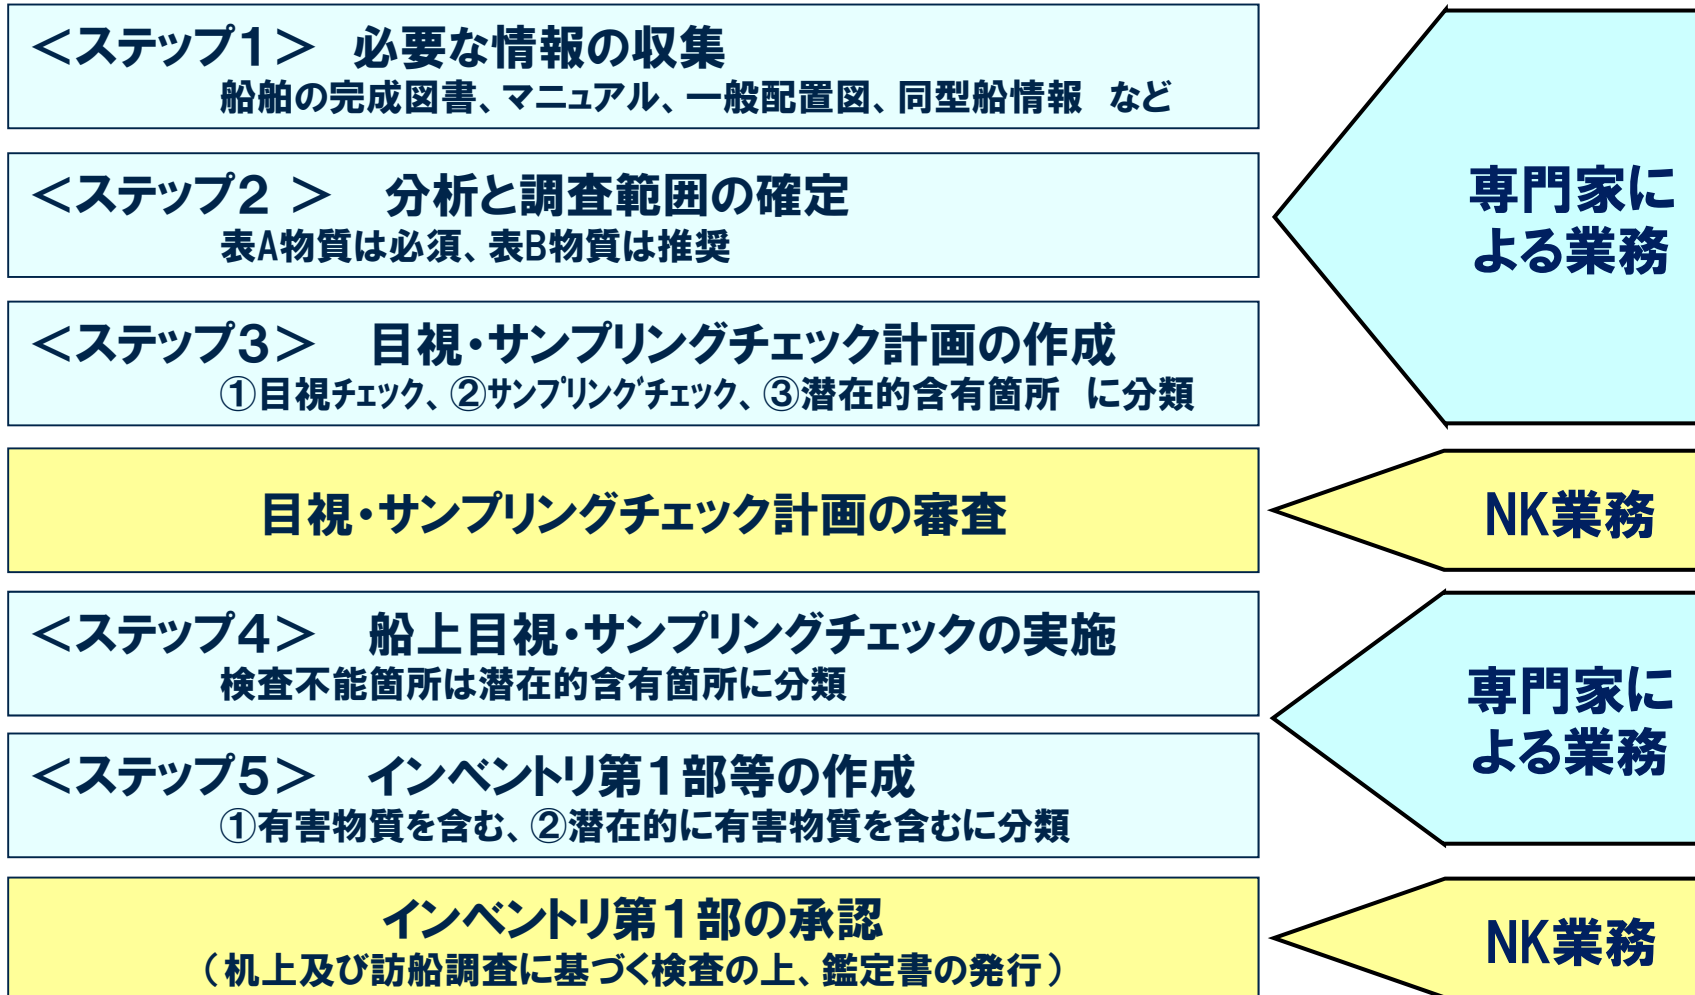 ＜ステップ１＞　必要な情報の収集
船舶の完成図書、マニュアル、一般配置図、同型船情報　など
＜ステップ２ ＞　分析と調査範囲の確定
表A物質は必須、表B物質は推奨
＜ステップ３＞　目視・サンプリングチェック計画の作成
①目視チェック、②サンプリングチェック、③潜在的含有箇所　に分類
専門家に
よる業務
目視・サンプリングチェック計画の審査
NK業務
＜ステップ４＞　船上目視・サンプリングチェックの実施
検査不能箇所は潜在的含有箇所に分類
＜ステップ５＞　インベントリ第１部等の作成
①有害物質を含む、②潜在的に有害物質を含むに分類
専門家に
よる業務
インベントリ第１部の承認
（机上及び訪船調査に基づく検査の上、鑑定書の発行）
NK業務